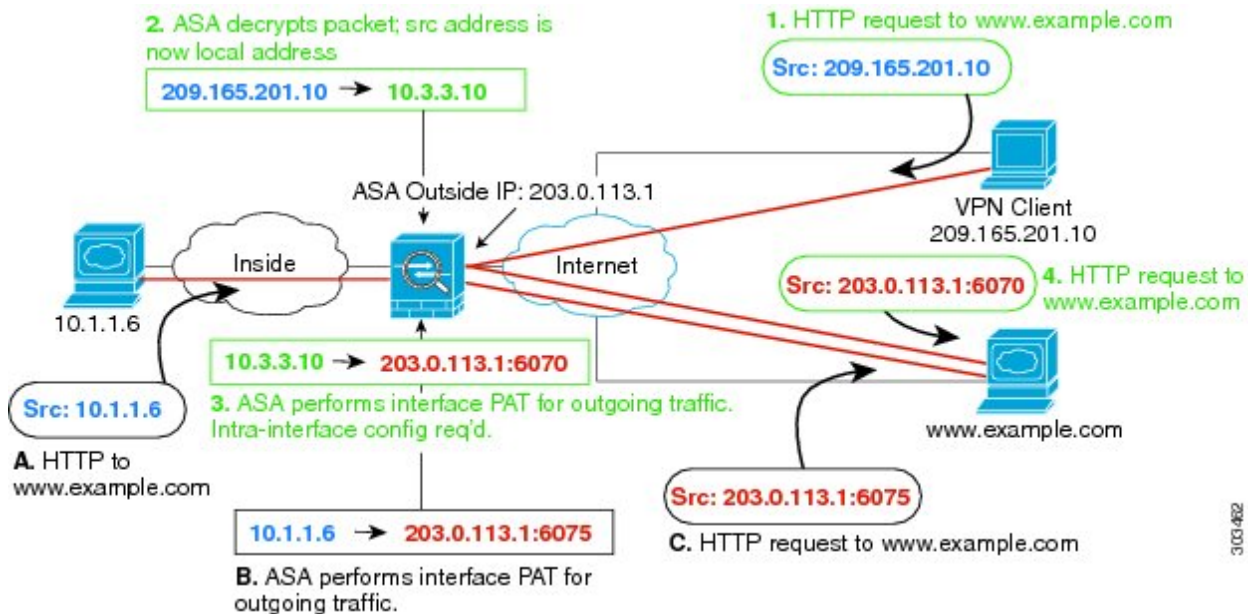 2. ASA decrypts packet; src address is
now local address
209.165.201.10 → 10.3.3.10
1. HTTP request to www.example.com
Src: 209.165.201.10
ASA Outside IP: 203.0.113.1
VPN Client
209.165.201.10
Inside
Internet
10.1.1.6
Src: 203.0.113.1:6070
4. HTTP request to
www.example.com
10.3.3.10 → 203.0.113.1:6070
3. ASA performs interface PAT for outgoing traffic.
Intra-interface config req'd.
Src: 10.1.1.6
A. HTTP to
www.example.com
www.example.com
Src: 203.0.113.1:6075
C. HTTP request to www.example.com
10.1.1.6 → 203.0.113.1:6075
B. ASA performs interface PAT for
outgoing traffic.
303462